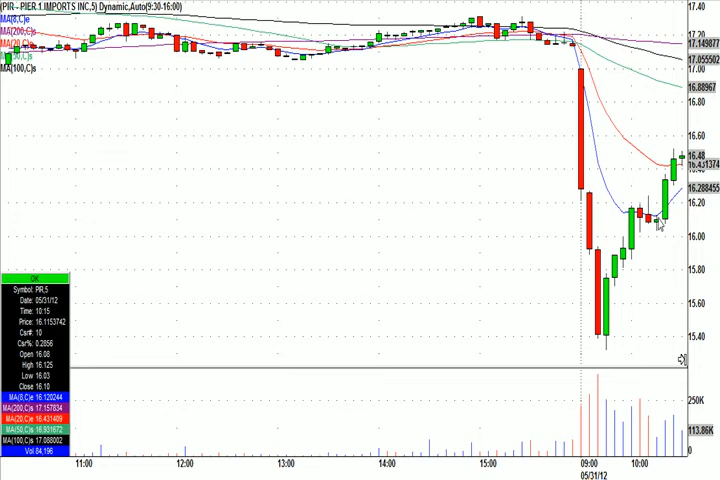 (PIR - PIER 1 IMPORTS INC,5) Dynamic,Auto(9:30-16:00)
MA(8,C)e
MA(200,C)s
MA(20,C)e
MA(50,C)s
MA(100,C)s
17.40
17.20
17.149877
17.055502
17.00
16.88967
16.80
16.60
16.48
16.431374
16.40
16.288455
16.20
16.00
15.80
15.60
15.40
OK
Symbol: PIR,5
Date: 05/31/12
Time: 10:15
Price: 16.1153742
Csr#: 10
Csr%: 0.2856
Open 16.08
High 16.125
Low 16.03
Close 16.10
MA(8,C)e 16.120244
MA(200,C)s 17.157834
MA(20,C)e 16.431409
MA(50,C)s 16.931672
MA(100,C)s 17.088002
Vol 84,196
250K
113.86K
0
11:00 12:00 13:00 14:00 15:00 09:00 10:00
05/31/12